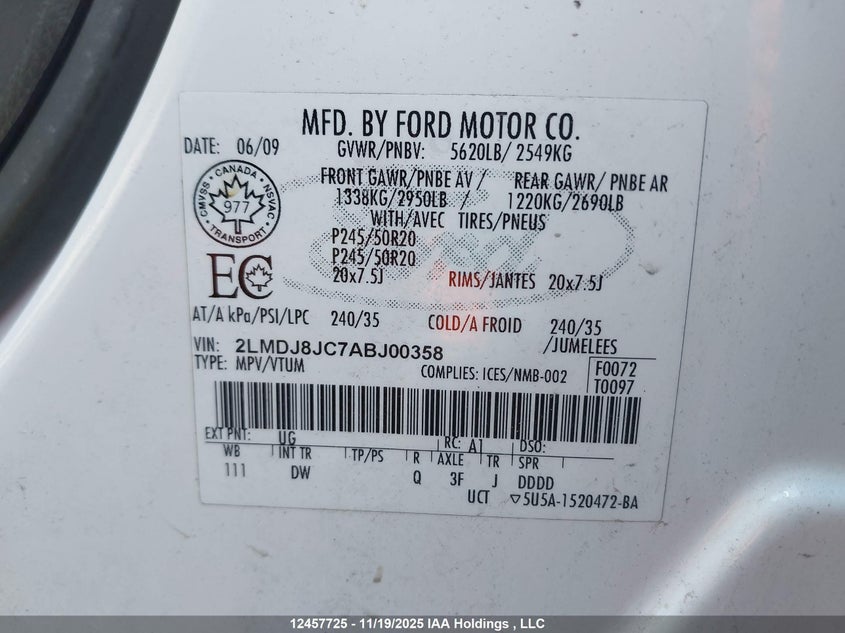 MFD. BY FORD MOTOR CO.
DATE: 06/09 GVWR/PNBV: 5620LB/ 2549KG
FRONT GAWR/PNBE AV / REAR GAWR/ PNBE AR
1338KG/2950LB / 1220KG/2690LB
WITH/AVEC TIRES/PNEUS
P245/50R20
P245/50R20
20x7.5J RIMS/JANTES 20x7.5J
CMVSS · CANADA · NSVAC
977
TRANSPORT
EC
AT/A kPa/PSI/LPC 240/35 COLD/A FROID 240/35
VIN: 2LMDJ8JC7ABJ00358 /JUMELEES
TYPE: MPV/VTUM COMPLIES: ICES/NMB-002 F0072
T0097
EXT PNT: UG RC: A1 DSO:
WB INT TR TP/PS R AXLE TR SPR
111 DW Q 3F J DDDD
UCT ▽5U5A-1520472-BA
12457725 - 11/19/2025 IAA Holdings , LLC